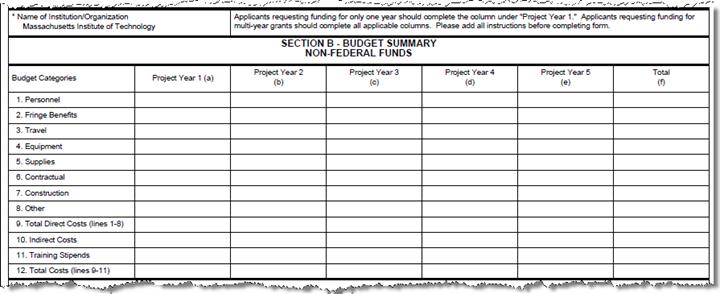 * Name of Institution/Organization
Massachusetts Institute of Technology
Applicants requesting funding for only one year should complete the column under "Project Year 1." Applicants requesting funding for
multi-year grants should complete all applicable columns. Please add all instructions before completing form.
SECTION B - BUDGET SUMMARY
NON-FEDERAL FUNDS
Budget Categories
Project Year 1 (a)
Project Year 2
(b)
Project Year 3
(c)
Project Year 4
(d)
Project Year 5
(e)
Total
(f)
1. Personnel
2. Fringe Benefits
3. Travel
4. Equipment
5. Supplies
6. Contractual
7. Construction
8. Other
9. Total Direct Costs (lines 1-8)
10. Indirect Costs
11. Training Stipends
12. Total Costs (lines 9-11)